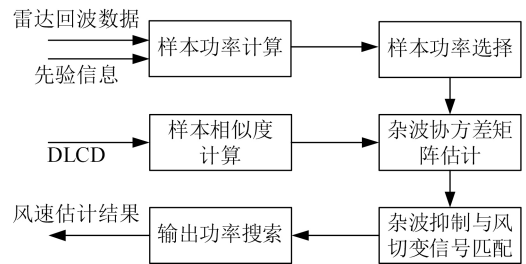 雷达回波数据
先验信息
样本功率计算
样本功率选择
DLCD
样本相似度
计算
杂波协方差矩
阵估计
风速估计结果
输出功率搜索
杂波抑制与风
切变信号匹配